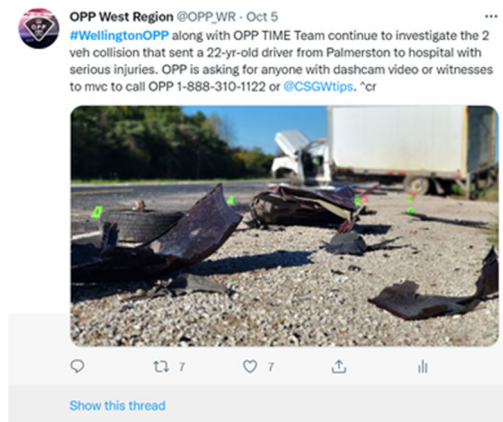 OPP West Region @OPP_WR · Oct 5
#WellingtonOPP along with OPP TIME Team continue to investigate the 2
veh collision that sent a 22-yr-old driver from Palmerston to hospital with
serious injuries. OPP is asking for anyone with dashcam video or witnesses
to mvc to call OPP 1-888-310-1122 or @CSGWtips. ^cr
7 7
Show this thread